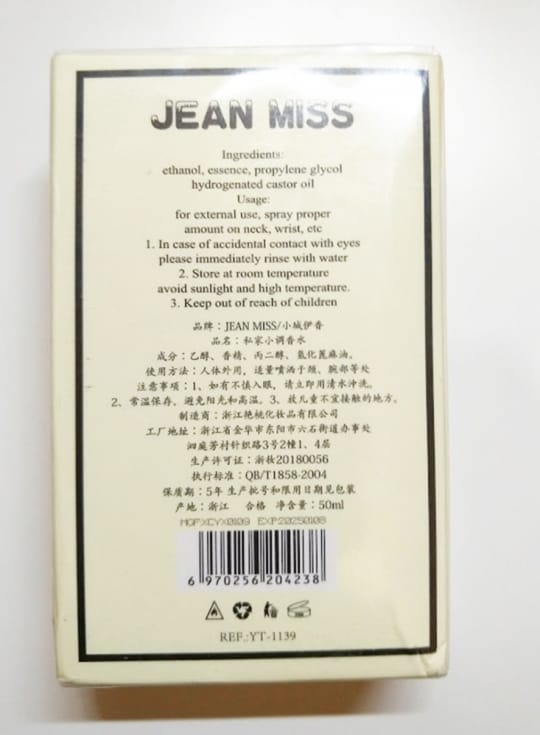 JEAN MISS
Ingredients:
ethanol, essence, propylene glycol
hydrogenated castor oil
Usage:
for external use, spray proper
amount on neck, wrist, etc
1. In case of accidental contact with eyes
please immediately rinse with water
2. Store at room temperature
avoid sunlight and high temperature.
3. Keep out of reach of children
品牌：JEAN MISS/小城伊香
品名：私家小调香水
成分：乙醇、香精、丙二醇、氢化蓖麻油。
使用方法：人体外用，适量喷洒于颈、腕部等处
注意事项：1、如有不慎入眼，请立即用清水冲洗。
2、常温保存、避免阳光和高温。3、放儿童不宜接触的地方。
制造商：浙江艳桃化妆品有限公司
工厂地址：浙江省金华市东阳市六石街道办事处
泗庭芳村针织路3号2幢1、4层
生产许可证：浙妆20180056
执行标准：QB/T1858-2004
保质期：5年 生产批号和限用日期见包装
产地：浙江 合格 净含量：50ml
EXP:20250108
6 970256 204238
REF.:YT-1139